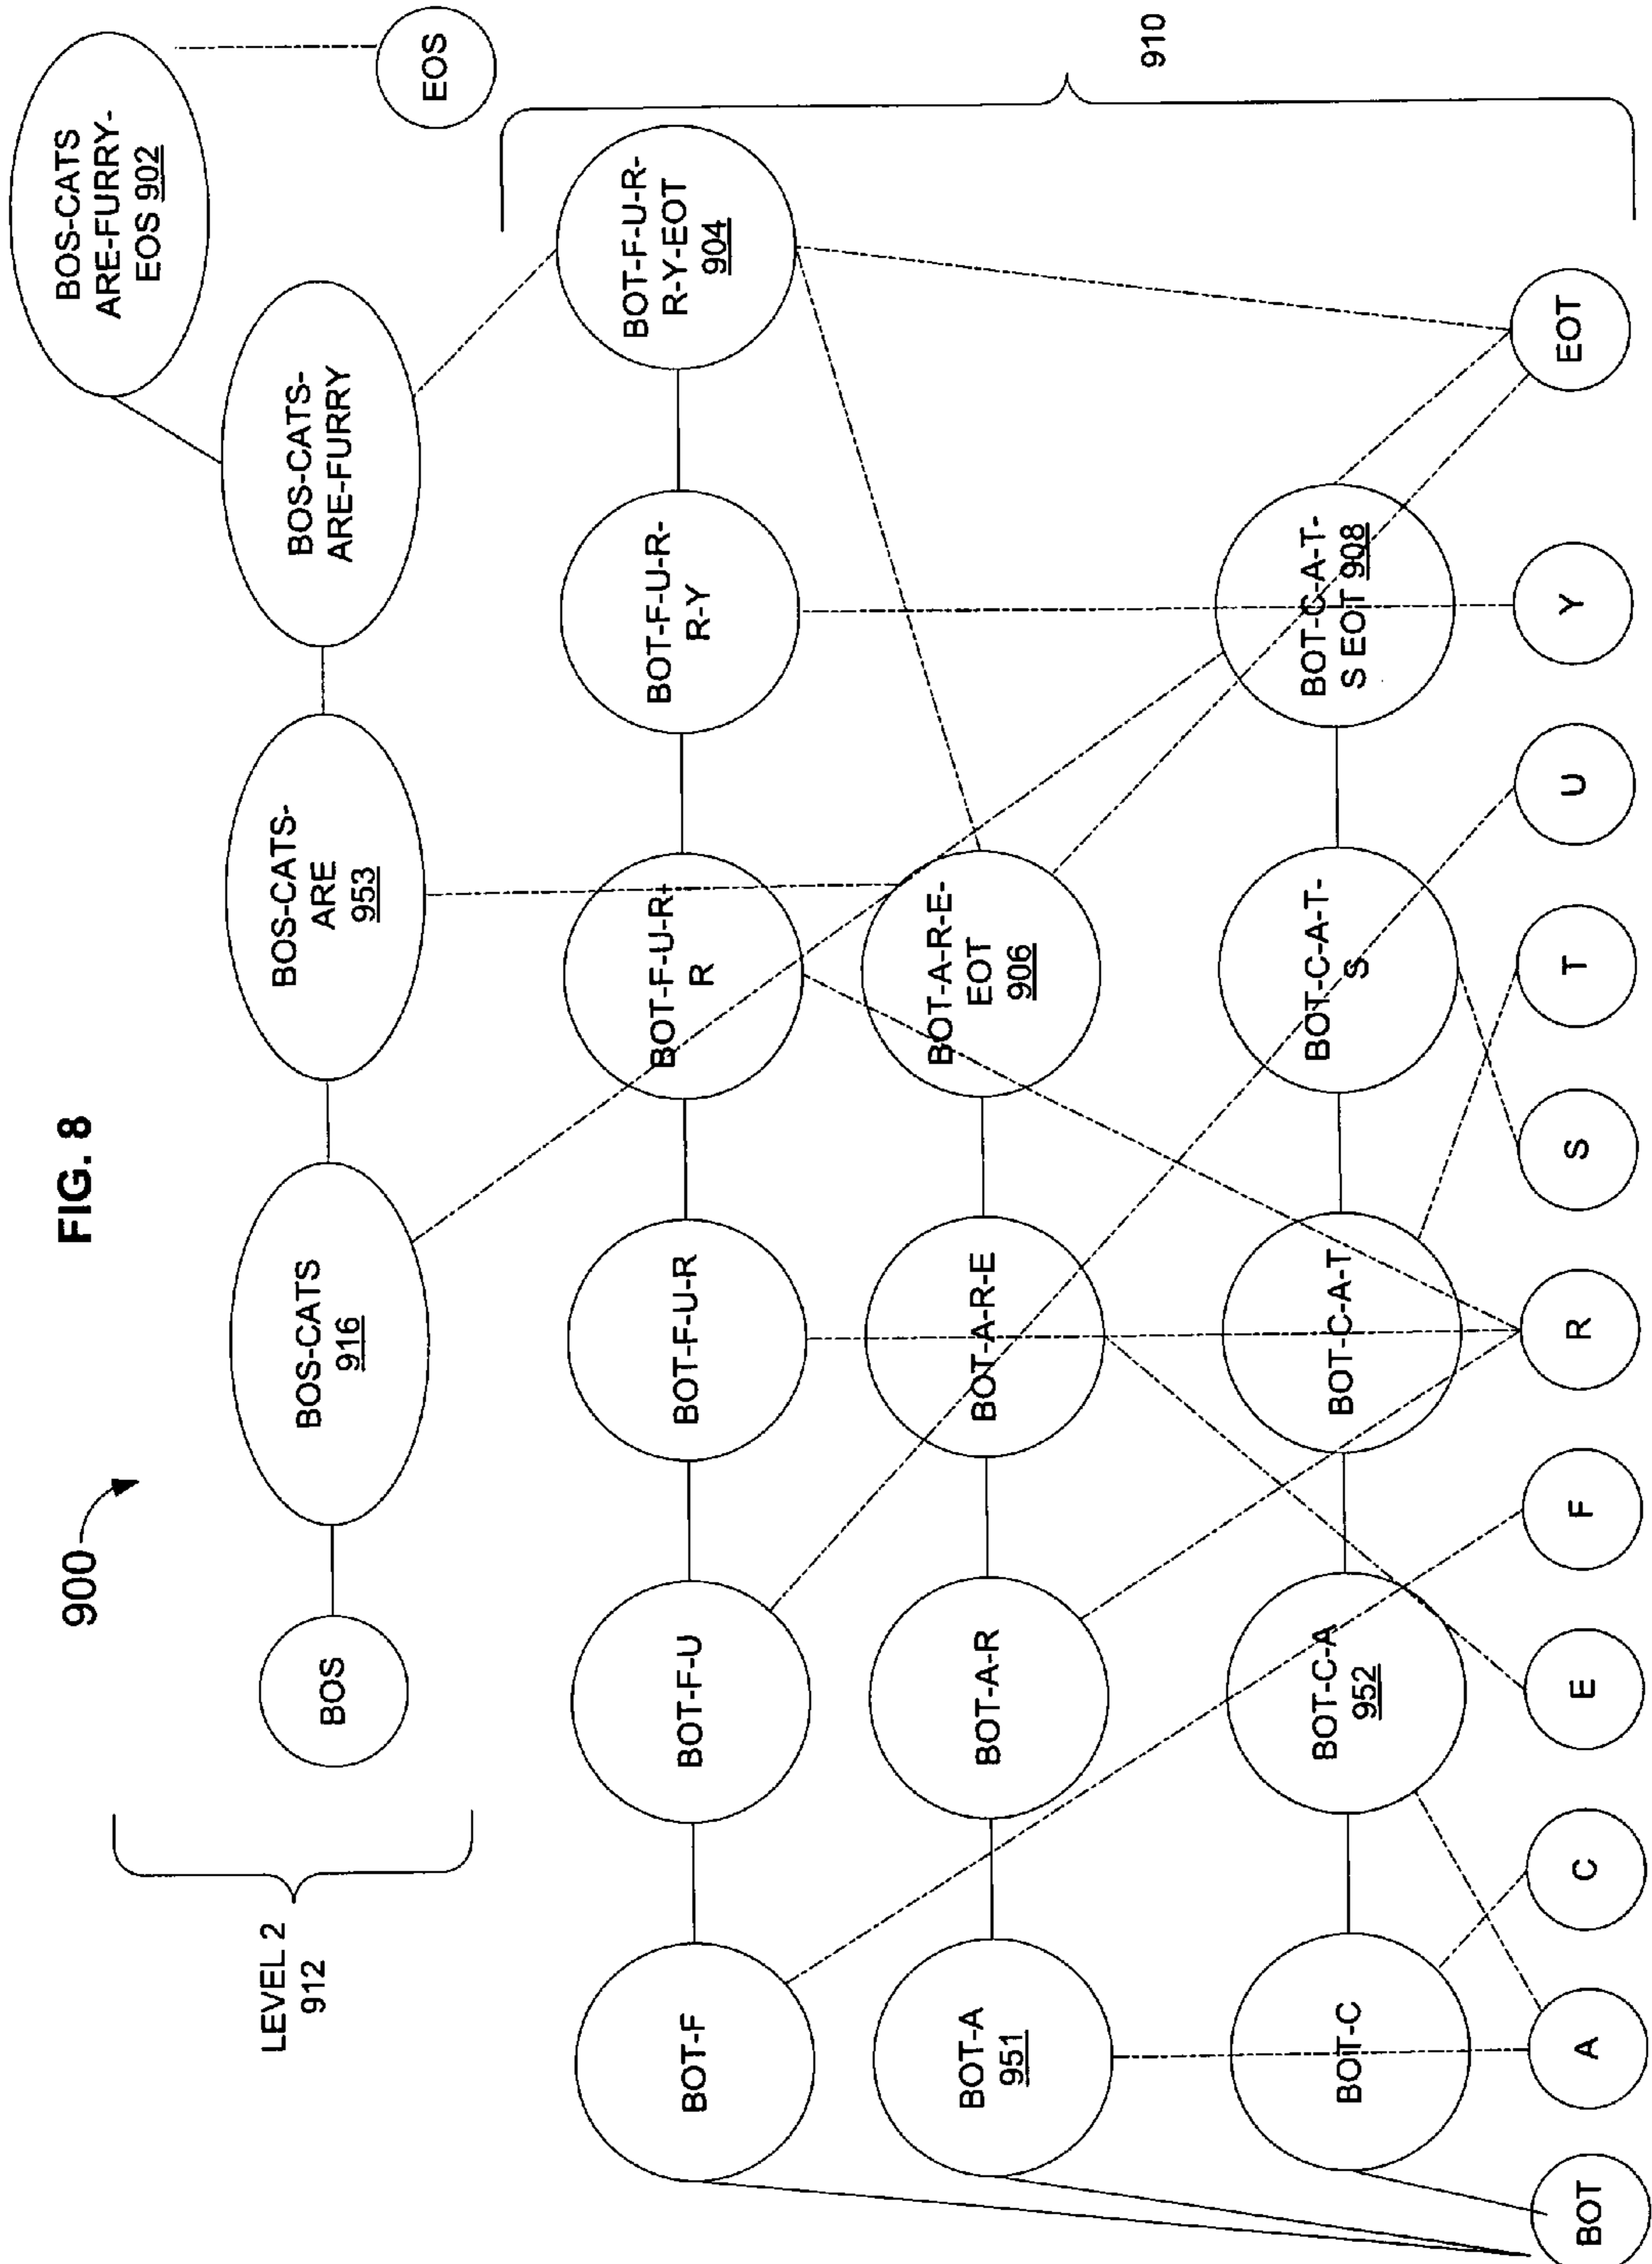 FIG. 8
900
LEVEL 2
912
BOS
BOS-CATS
916
BOS-CATS-
ARE
953
BOS-CATS-
ARE-FURRY
BOS-CATS
ARE-FURRY-
EOS 902
EOS
BOT-F
BOT-F-U
BOT-F-U-R
BOT-F-U-R-
R
BOT-F-U-R-
R-Y
BOT-F-U-R-
R-Y-EOT
904
910
BOT-A
951
BOT-A-R
BOT-A-R-E
BOT-A-R-E-
EOT
906
BOT-C
BOT-C-A
952
BOT-C-A-T
BOT-C-A-T-
S
BOT-C-A-T-
S EOT 908
BOT
A
C
E
F
R
S
T
U
Y
EOT